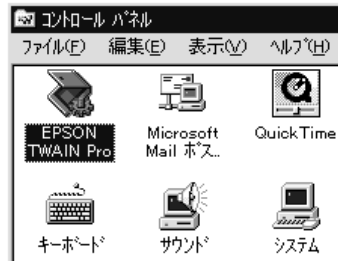 コントロール パネル
ファイル(F) 編集(E) 表示(V) ヘルプ(H)
EPSON
TWAIN Pro
Microsoft
Mail ポス..
QuickTime
キーボード
サウンド
システム